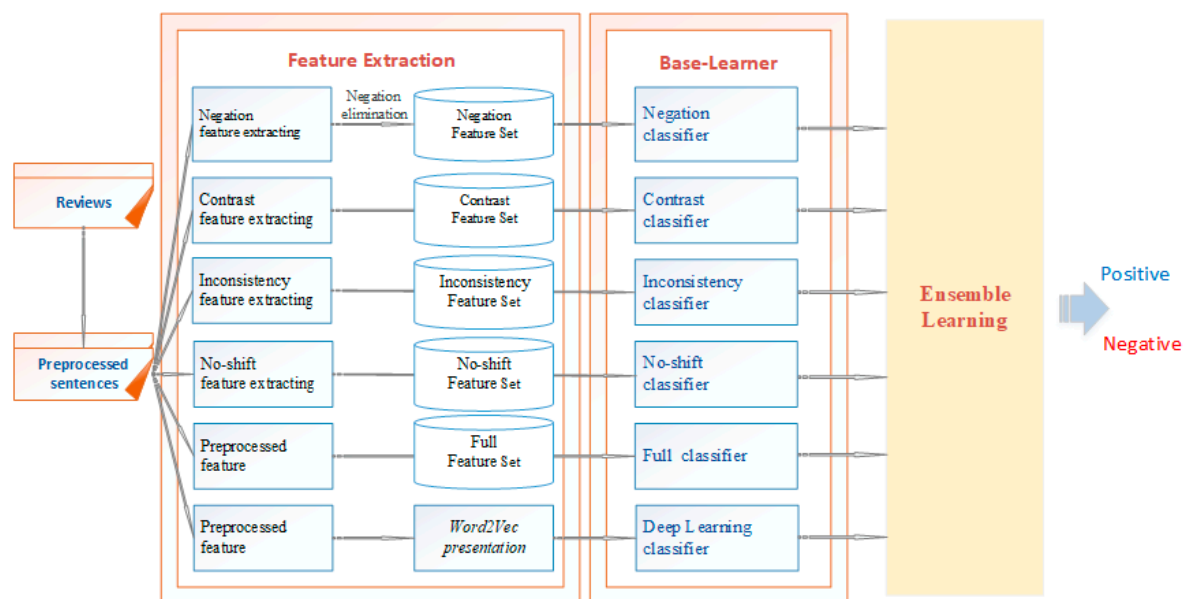 Feature Extraction
Base-Learner
Negation
feature extracting
Negation
elimination
Negation
Feature Set
Negation
classifier
Reviews
Contrast
feature extracting
Contrast
Feature Set
Contrast
classifier
Inconsistency
feature extracting
Inconsistency
Feature Set
Inconsistency
classifier
Ensemble
Learning
Positive
Negative
Preprocessed
sentences
No-shift
feature extracting
No-shift
Feature Set
No-shift
classifier
Preprocessed
feature
Full
Feature Set
Full classifier
Preprocessed
feature
Word2Vec
presentation
Deep Learning
classifier